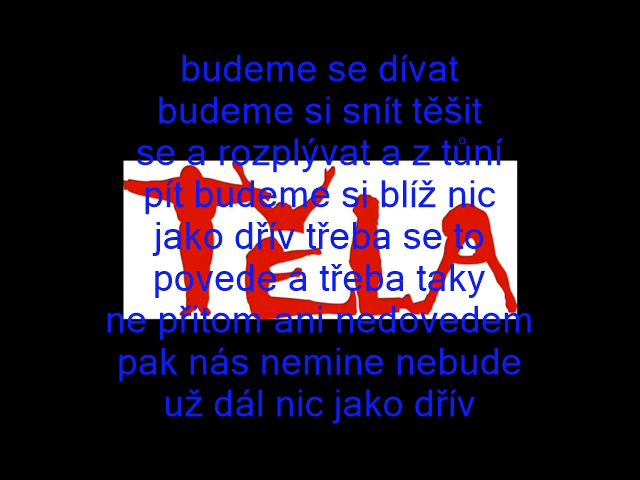 budeme se dívat
budeme si snít těšit
se a rozplývat a z tůní
pít budeme si blíž nic
jako dřív třeba se to
povede a třeba taky
ne přitom ani nedovedem
pak nás nemine nebude
už dál nic jako dřív
TĚLA